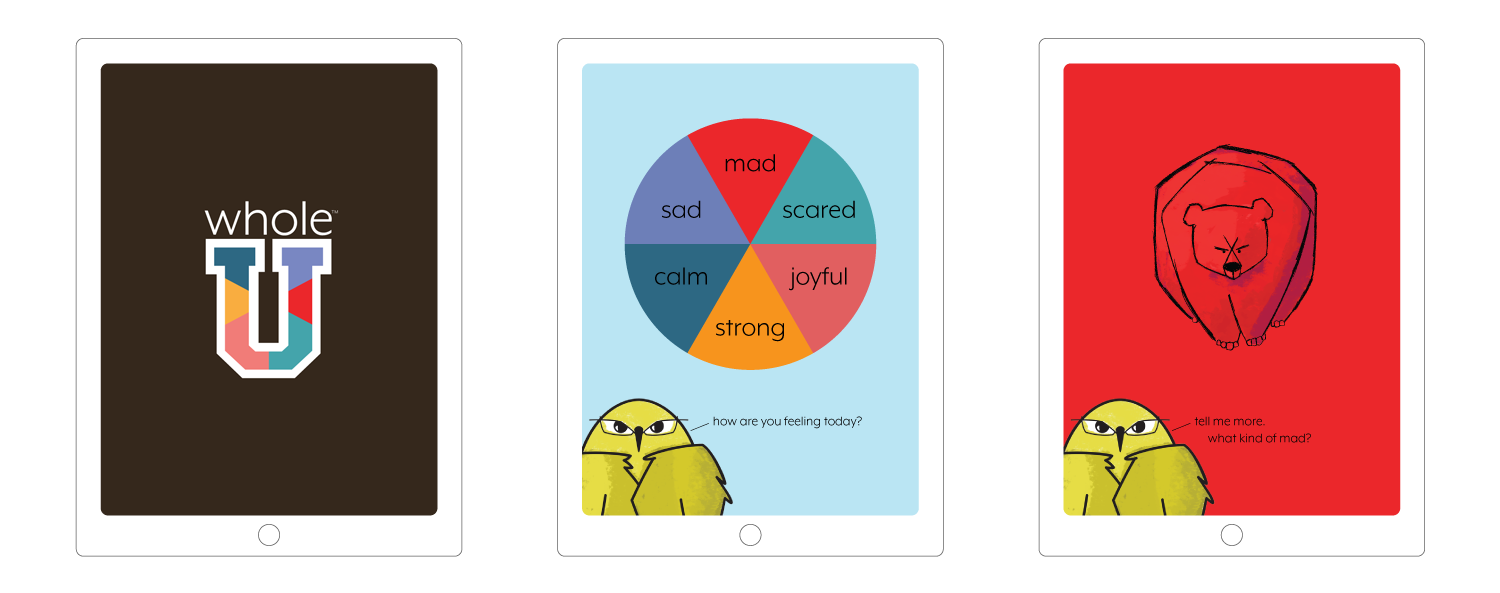 whole™
U
mad
sad
scared
calm
joyful
strong
how are you feeling today?
tell me more.
what kind of mad?